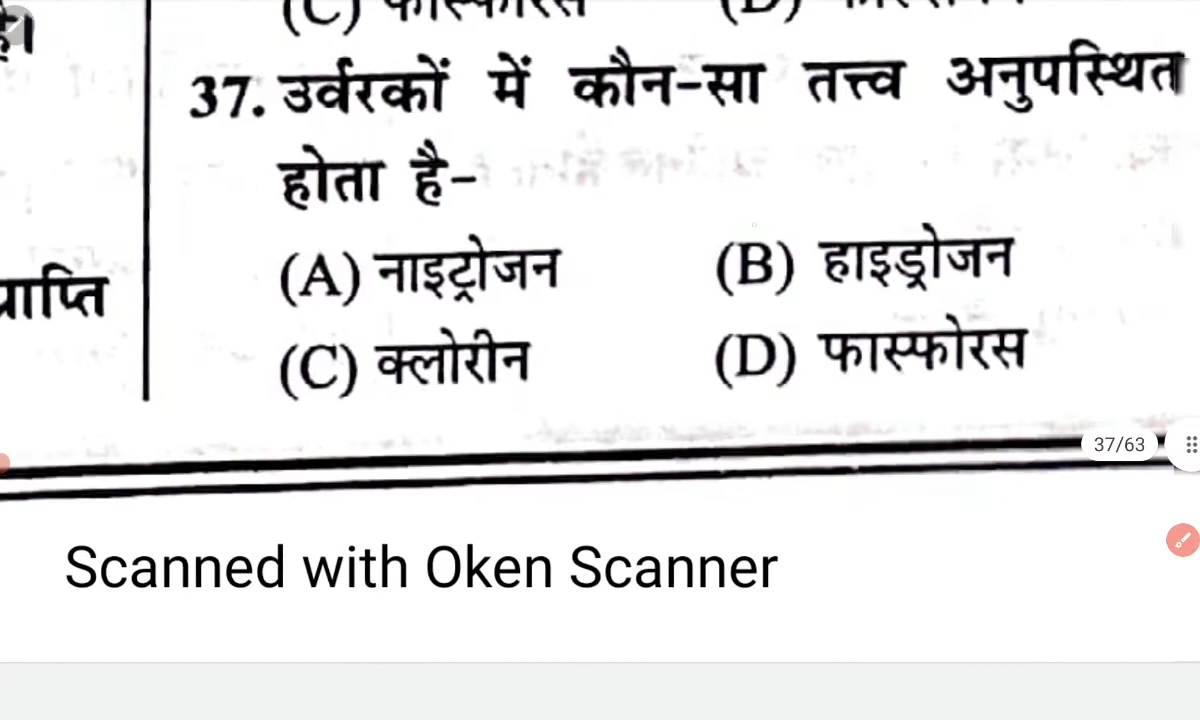 37. उर्वरकों में कौन-सा तत्त्व अनुपस्थित
होता है-
(A) नाइट्रोजन (B) हाइड्रोजन
प्राप्ति
(C) क्लोरीन (D) फास्फोरस
37/63
Scanned with Oken Scanner